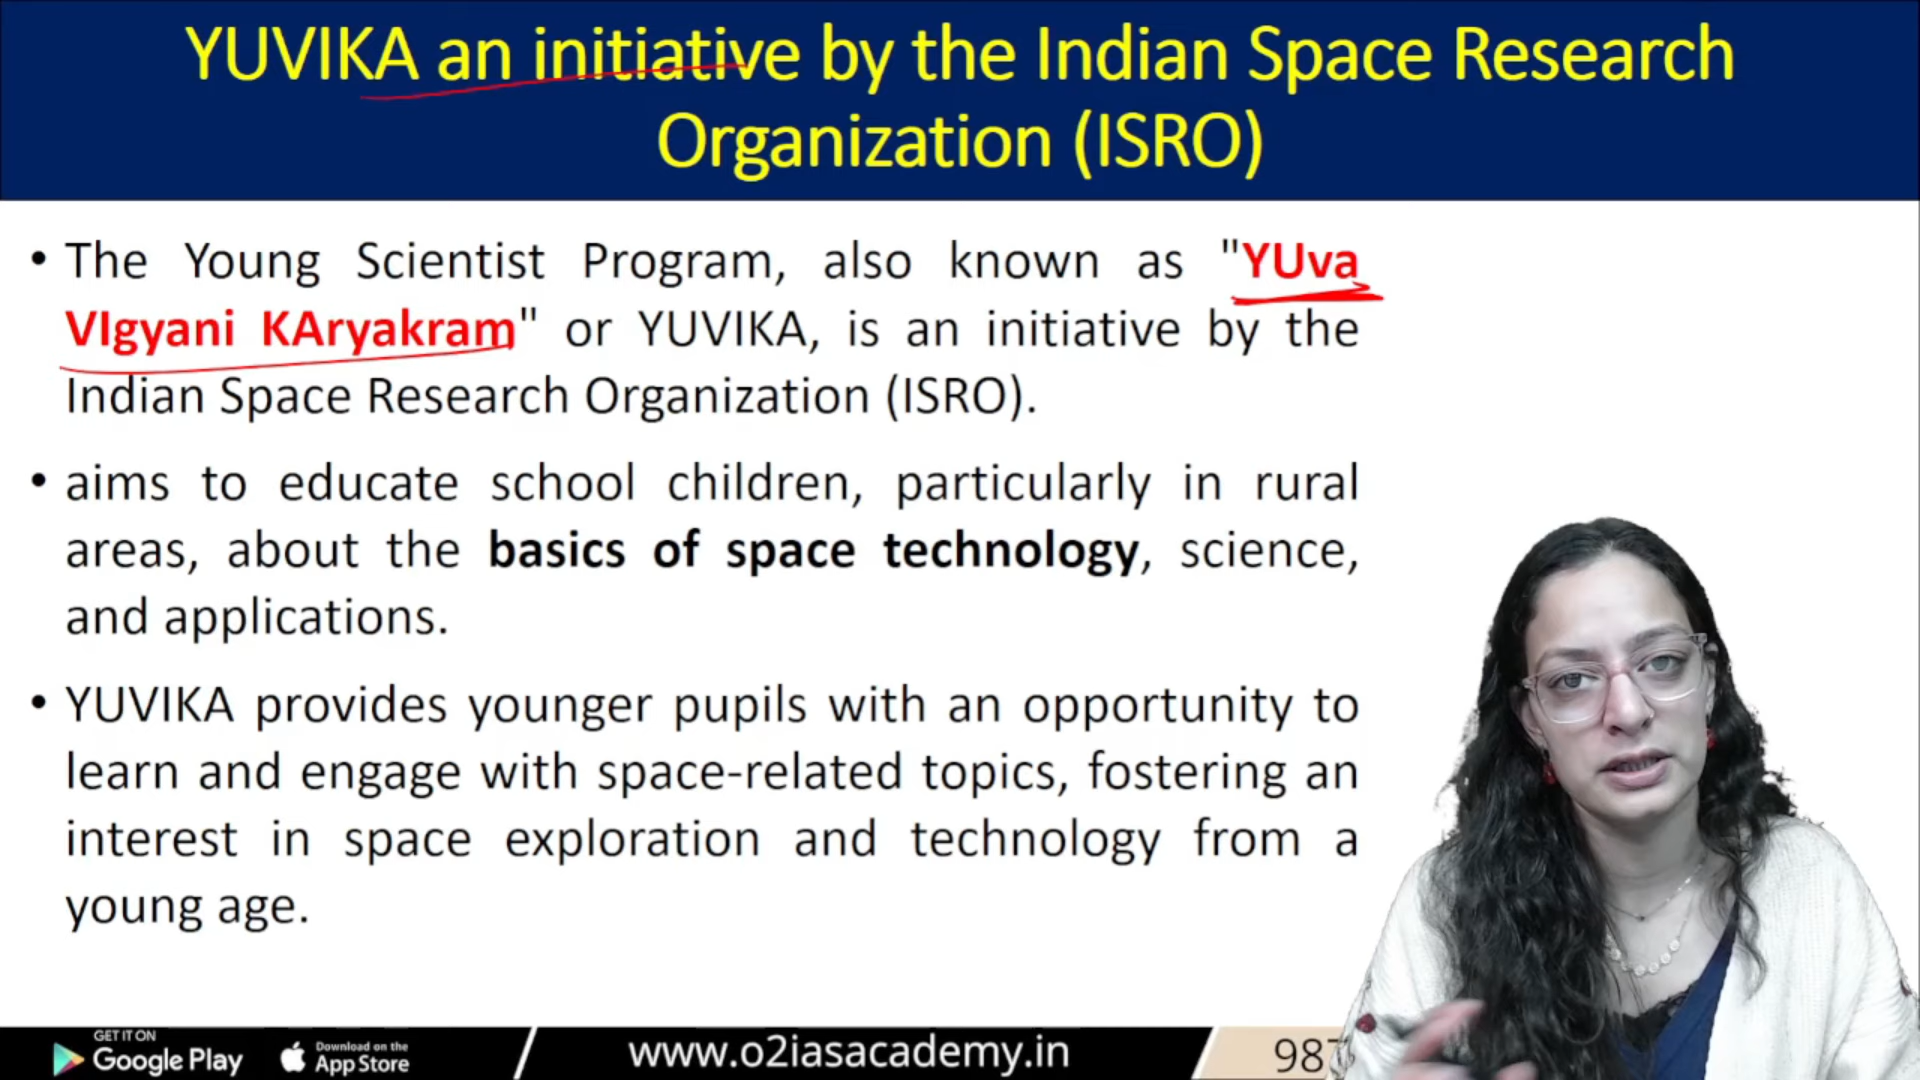 YUVIKA an initiative by the Indian Space Research
Organization (ISRO)
• The Young Scientist Program, also known as "YUva
VIgyani KAryakram" or YUVIKA, is an initiative by the
Indian Space Research Organization (ISRO).
• aims to educate school children, particularly in rural
areas, about the basics of space technology, science,
and applications.
• YUVIKA provides younger pupils with an opportunity to
learn and engage with space-related topics, fostering an
interest in space exploration and technology from a
young age.
GET IT ON
Google Play
Download on the
App Store
www.o2iasacademy.in
987